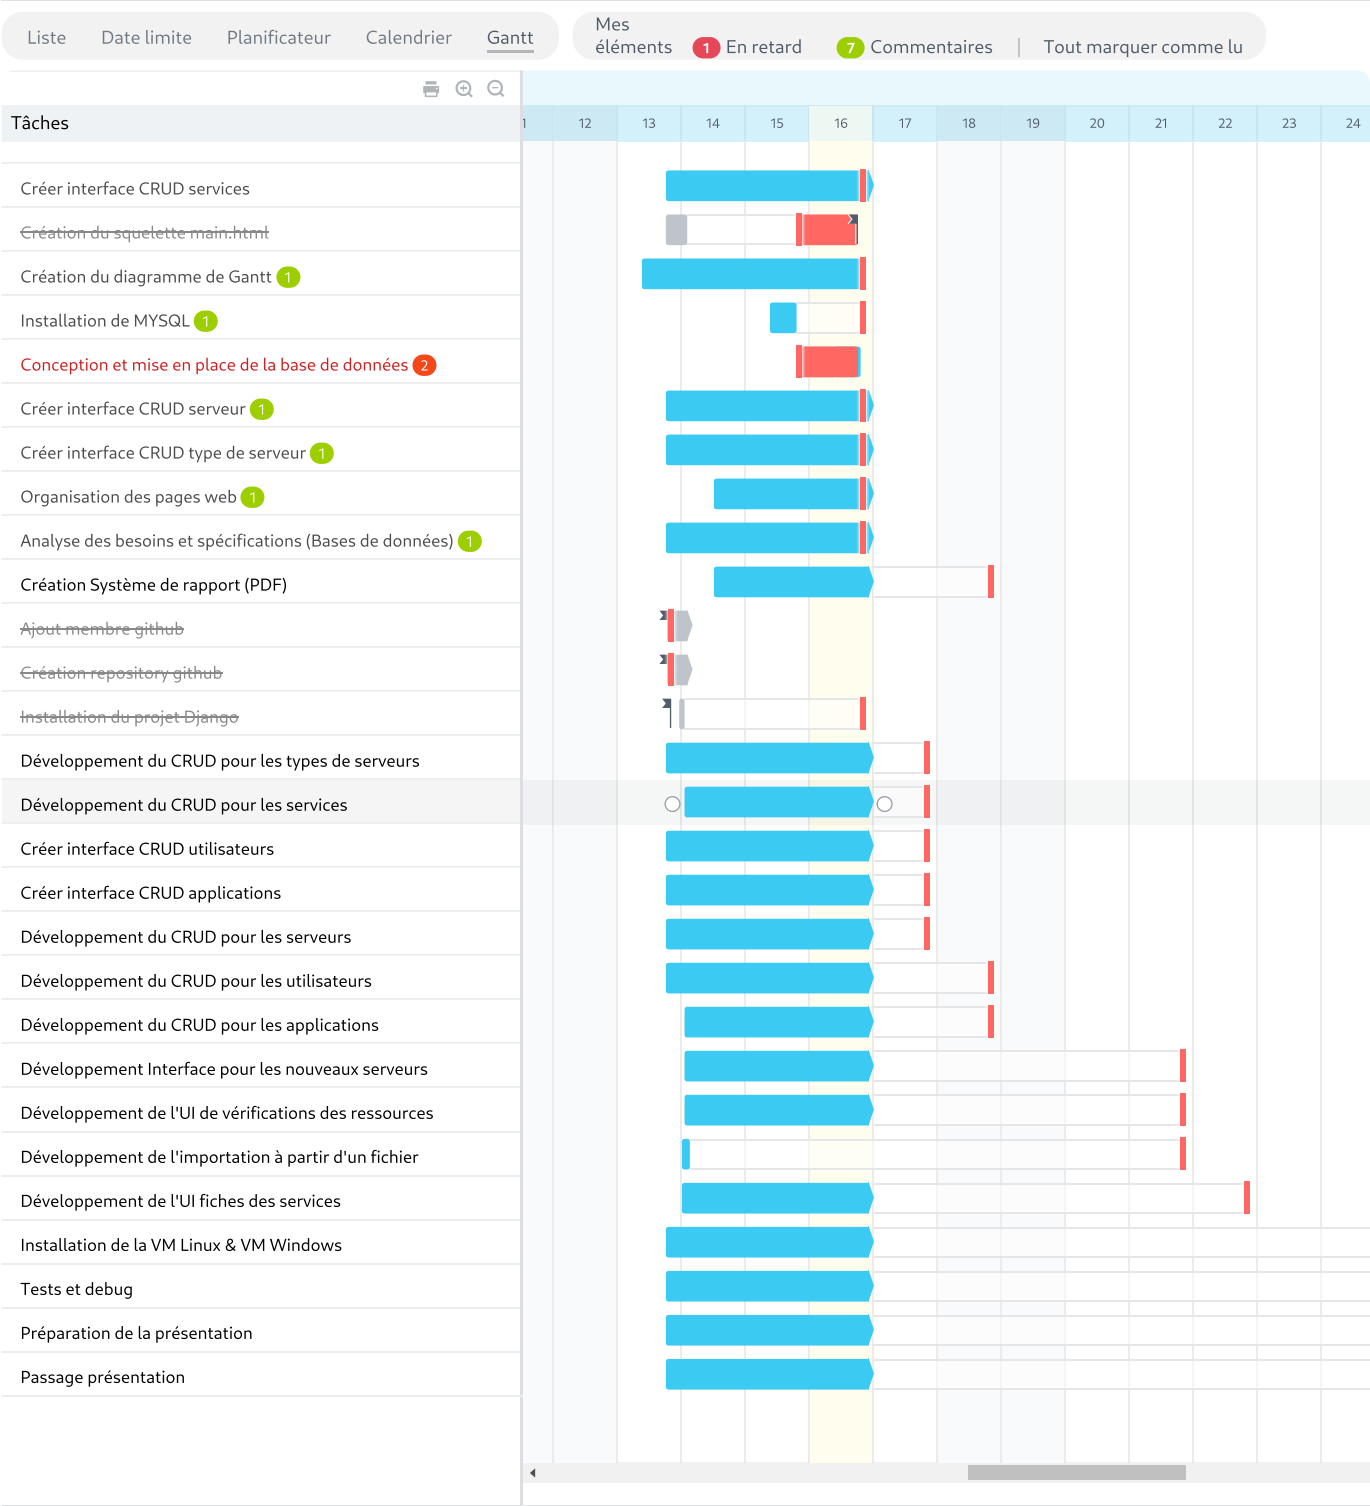 Liste Date limite Planificateur Calendrier Gantt
Mes
éléments 1 En retard 7 Commentaires | Tout marquer comme lu
Tâches
1 12 13 14 15 16 17 18 19 20 21 22 23 24
Créer interface CRUD services
Création du squelette main.html
Création du diagramme de Gantt 1
Installation de MYSQL 1
Conception et mise en place de la base de données 2
Créer interface CRUD serveur 1
Créer interface CRUD type de serveur 1
Organisation des pages web 1
Analyse des besoins et spécifications (Bases de données) 1
Création Système de rapport (PDF)
Ajout membre github
Création repository github
Installation du projet Django
Développement du CRUD pour les types de serveurs
Développement du CRUD pour les services
Créer interface CRUD utilisateurs
Créer interface CRUD applications
Développement du CRUD pour les serveurs
Développement du CRUD pour les utilisateurs
Développement du CRUD pour les applications
Développement Interface pour les nouveaux serveurs
Développement de l'UI de vérifications des ressources
Développement de l'importation à partir d'un fichier
Développement de l'UI fiches des services
Installation de la VM Linux & VM Windows
Tests et debug
Préparation de la présentation
Passage présentation